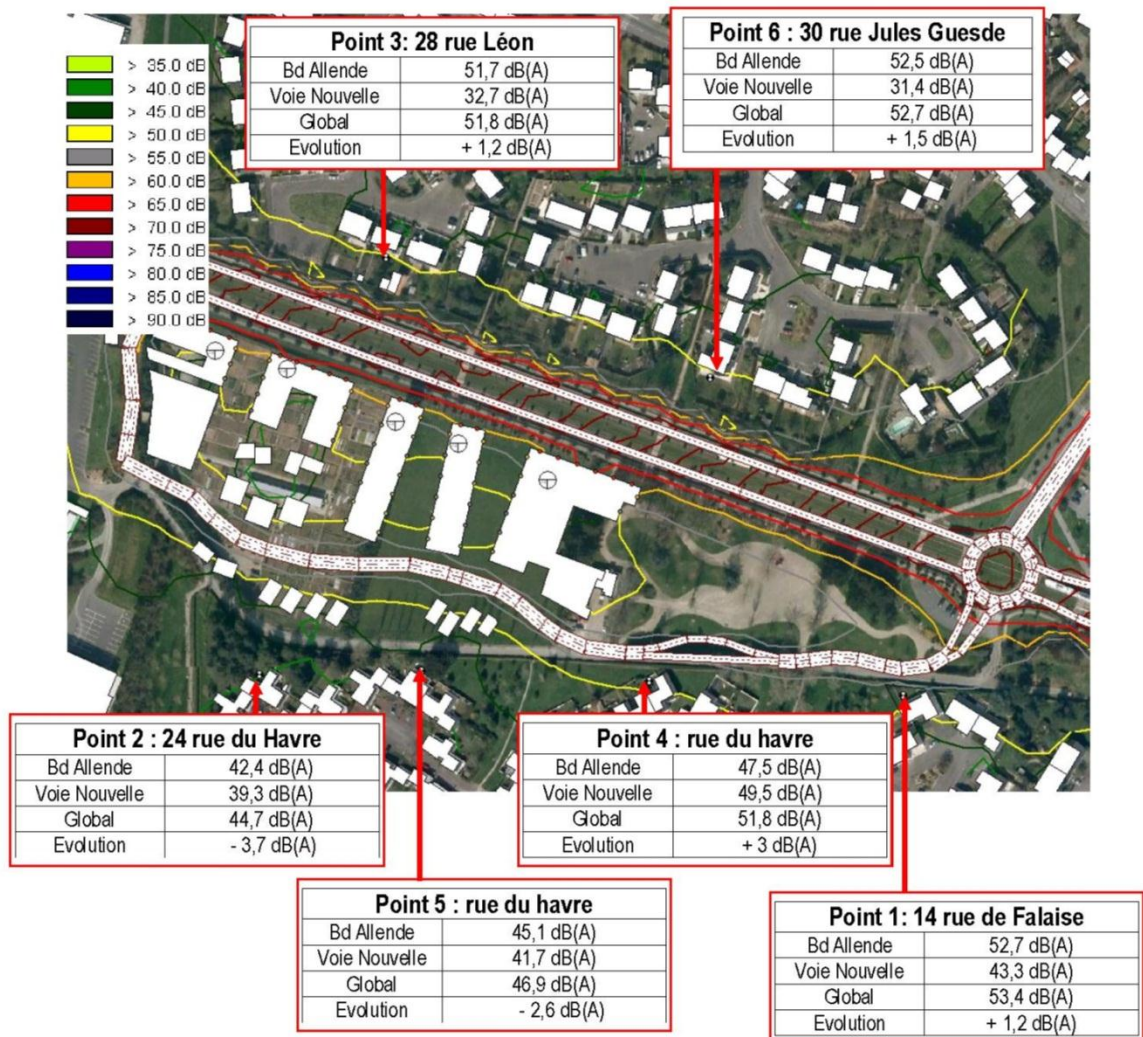 > 35.0 dB
> 40.0 dB
> 45.0 dB
> 50.0 dB
> 55.0 dB
> 60.0 dB
> 65.0 dB
> 70.0 dB
> 75.0 dB
> 80.0 dB
> 85.0 dB
> 90.0 dB
Point 3: 28 rue Léon
Bd Allende 51,7 dB(A)
Voie Nouvelle 32,7 dB(A)
Global 51,8 dB(A)
Evolution + 1,2 dB(A)
Point 6 : 30 rue Jules Guesde
Bd Allende 52,5 dB(A)
Voie Nouvelle 31,4 dB(A)
Global 52,7 dB(A)
Evolution + 1,5 dB(A)
Point 2 : 24 rue du Havre
Bd Allende 42,4 dB(A)
Voie Nouvelle 39,3 dB(A)
Global 44,7 dB(A)
Evolution - 3,7 dB(A)
Point 4 : rue du havre
Bd Allende 47,5 dB(A)
Voie Nouvelle 49,5 dB(A)
Global 51,8 dB(A)
Evolution + 3 dB(A)
Point 5 : rue du havre
Bd Allende 45,1 dB(A)
Voie Nouvelle 41,7 dB(A)
Global 46,9 dB(A)
Evolution - 2,6 dB(A)
Point 1: 14 rue de Falaise
Bd Allende 52,7 dB(A)
Voie Nouvelle 43,3 dB(A)
Global 53,4 dB(A)
Evolution + 1,2 dB(A)